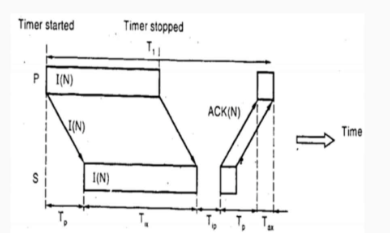 Timer started Timer stopped
T1
P I(N)
ACK(N)
I(N)
Time
S I(N)
Tp Tix Tip Tp Tax